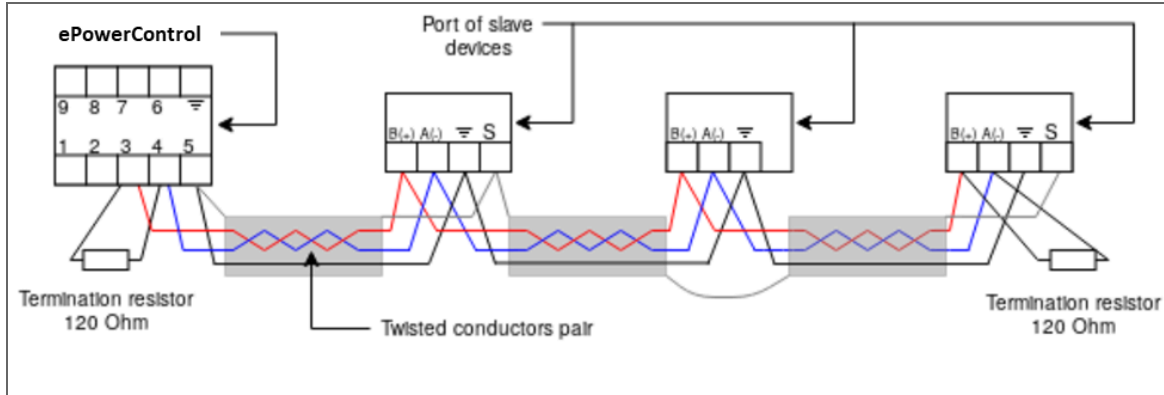 ePowerControl
Port of slave
devices
9 8 7 6
1 2 3 4 5
B(+) A(-) S
B(+) A(-)
B(+) A(-) S
Termination resistor
120 Ohm
Twisted conductors pair
Termination resistor
120 Ohm